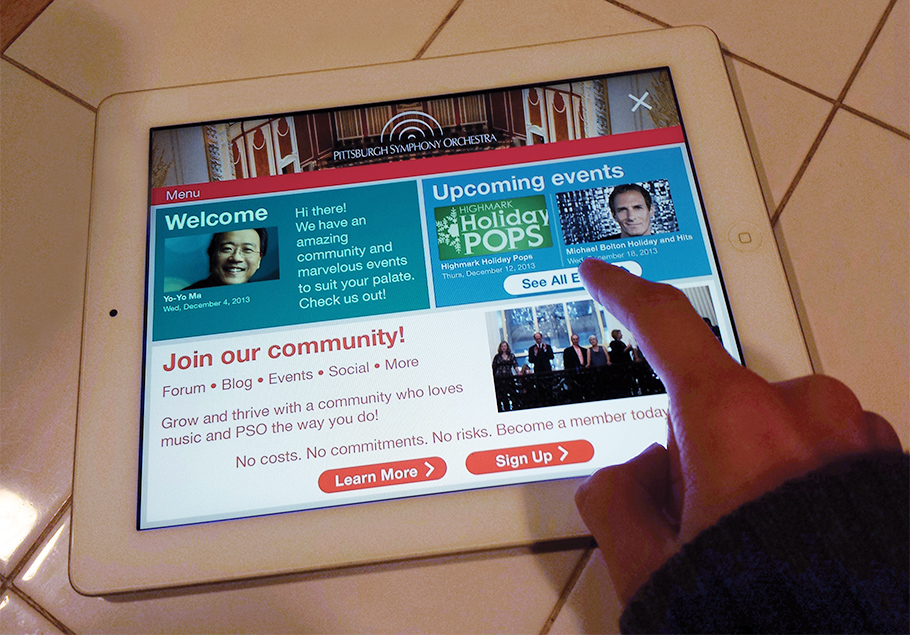 PITTSBURGH SYMPHONY ORCHESTRA
Menu
Welcome
Hi there!
We have an
amazing
community and
marvelous events
to suit your palate.
Check us out!
Yo-Yo Ma
Wed, December 4, 2013
Upcoming events
HIGHMARK
Holiday
POPS
Highmark Holiday Pops
Thurs, December 12, 2013
Michael Bolton Holiday and Hits
Wed, December 18, 2013
See All
Join our community!
Forum • Blog • Events • Social • More
Grow and thrive with a community who loves
music and PSO the way you do!
No costs. No commitments. No risks. Become a member today
Learn More
Sign Up